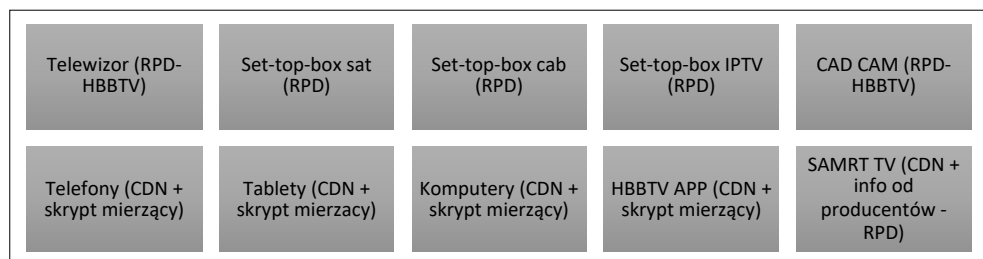 Telewizor (RPD-
HBBTV)
Set-top-box sat
(RPD)
Set-top-box cab
(RPD)
Set-top-box IPTV
(RPD)
CAD CAM (RPD-
HBBTV)
Telefony (CDN +
skrypt mierzący)
Tablety (CDN +
skrypt mierzacy)
Komputery (CDN +
skrypt mierzący)
HBBTV APP (CDN +
skrypt mierzący)
SAMRT TV (CDN +
info od
producentów -
RPD)